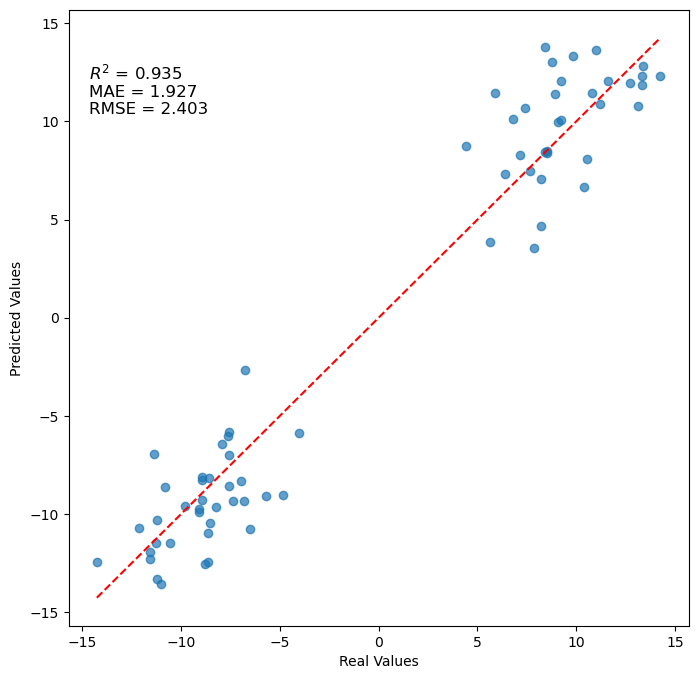 15
10
5
0
−5
−10
−15
Predicted Values
R² = 0.935
MAE = 1.927
RMSE = 2.403
−15 −10 −5 0 5 10 15
Real Values